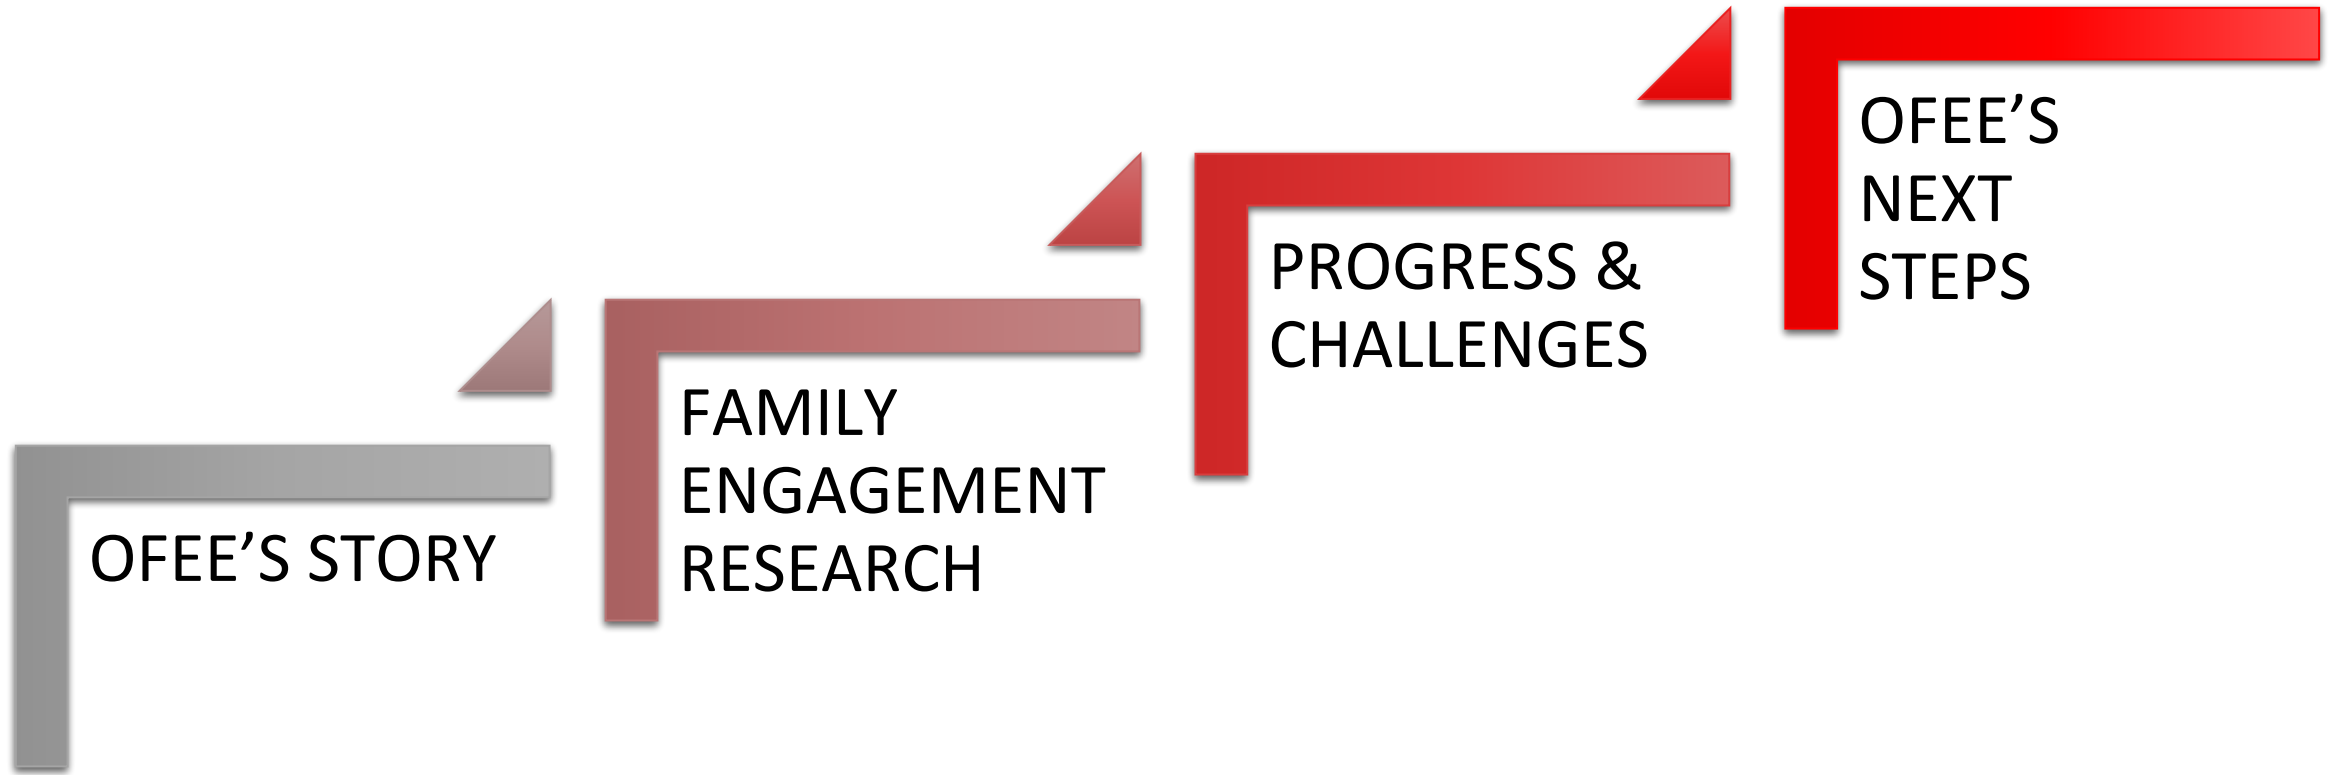 OFEE’S STORY
FAMILY
ENGAGEMENT
RESEARCH
PROGRESS &
CHALLENGES
OFEE’S
NEXT
STEPS